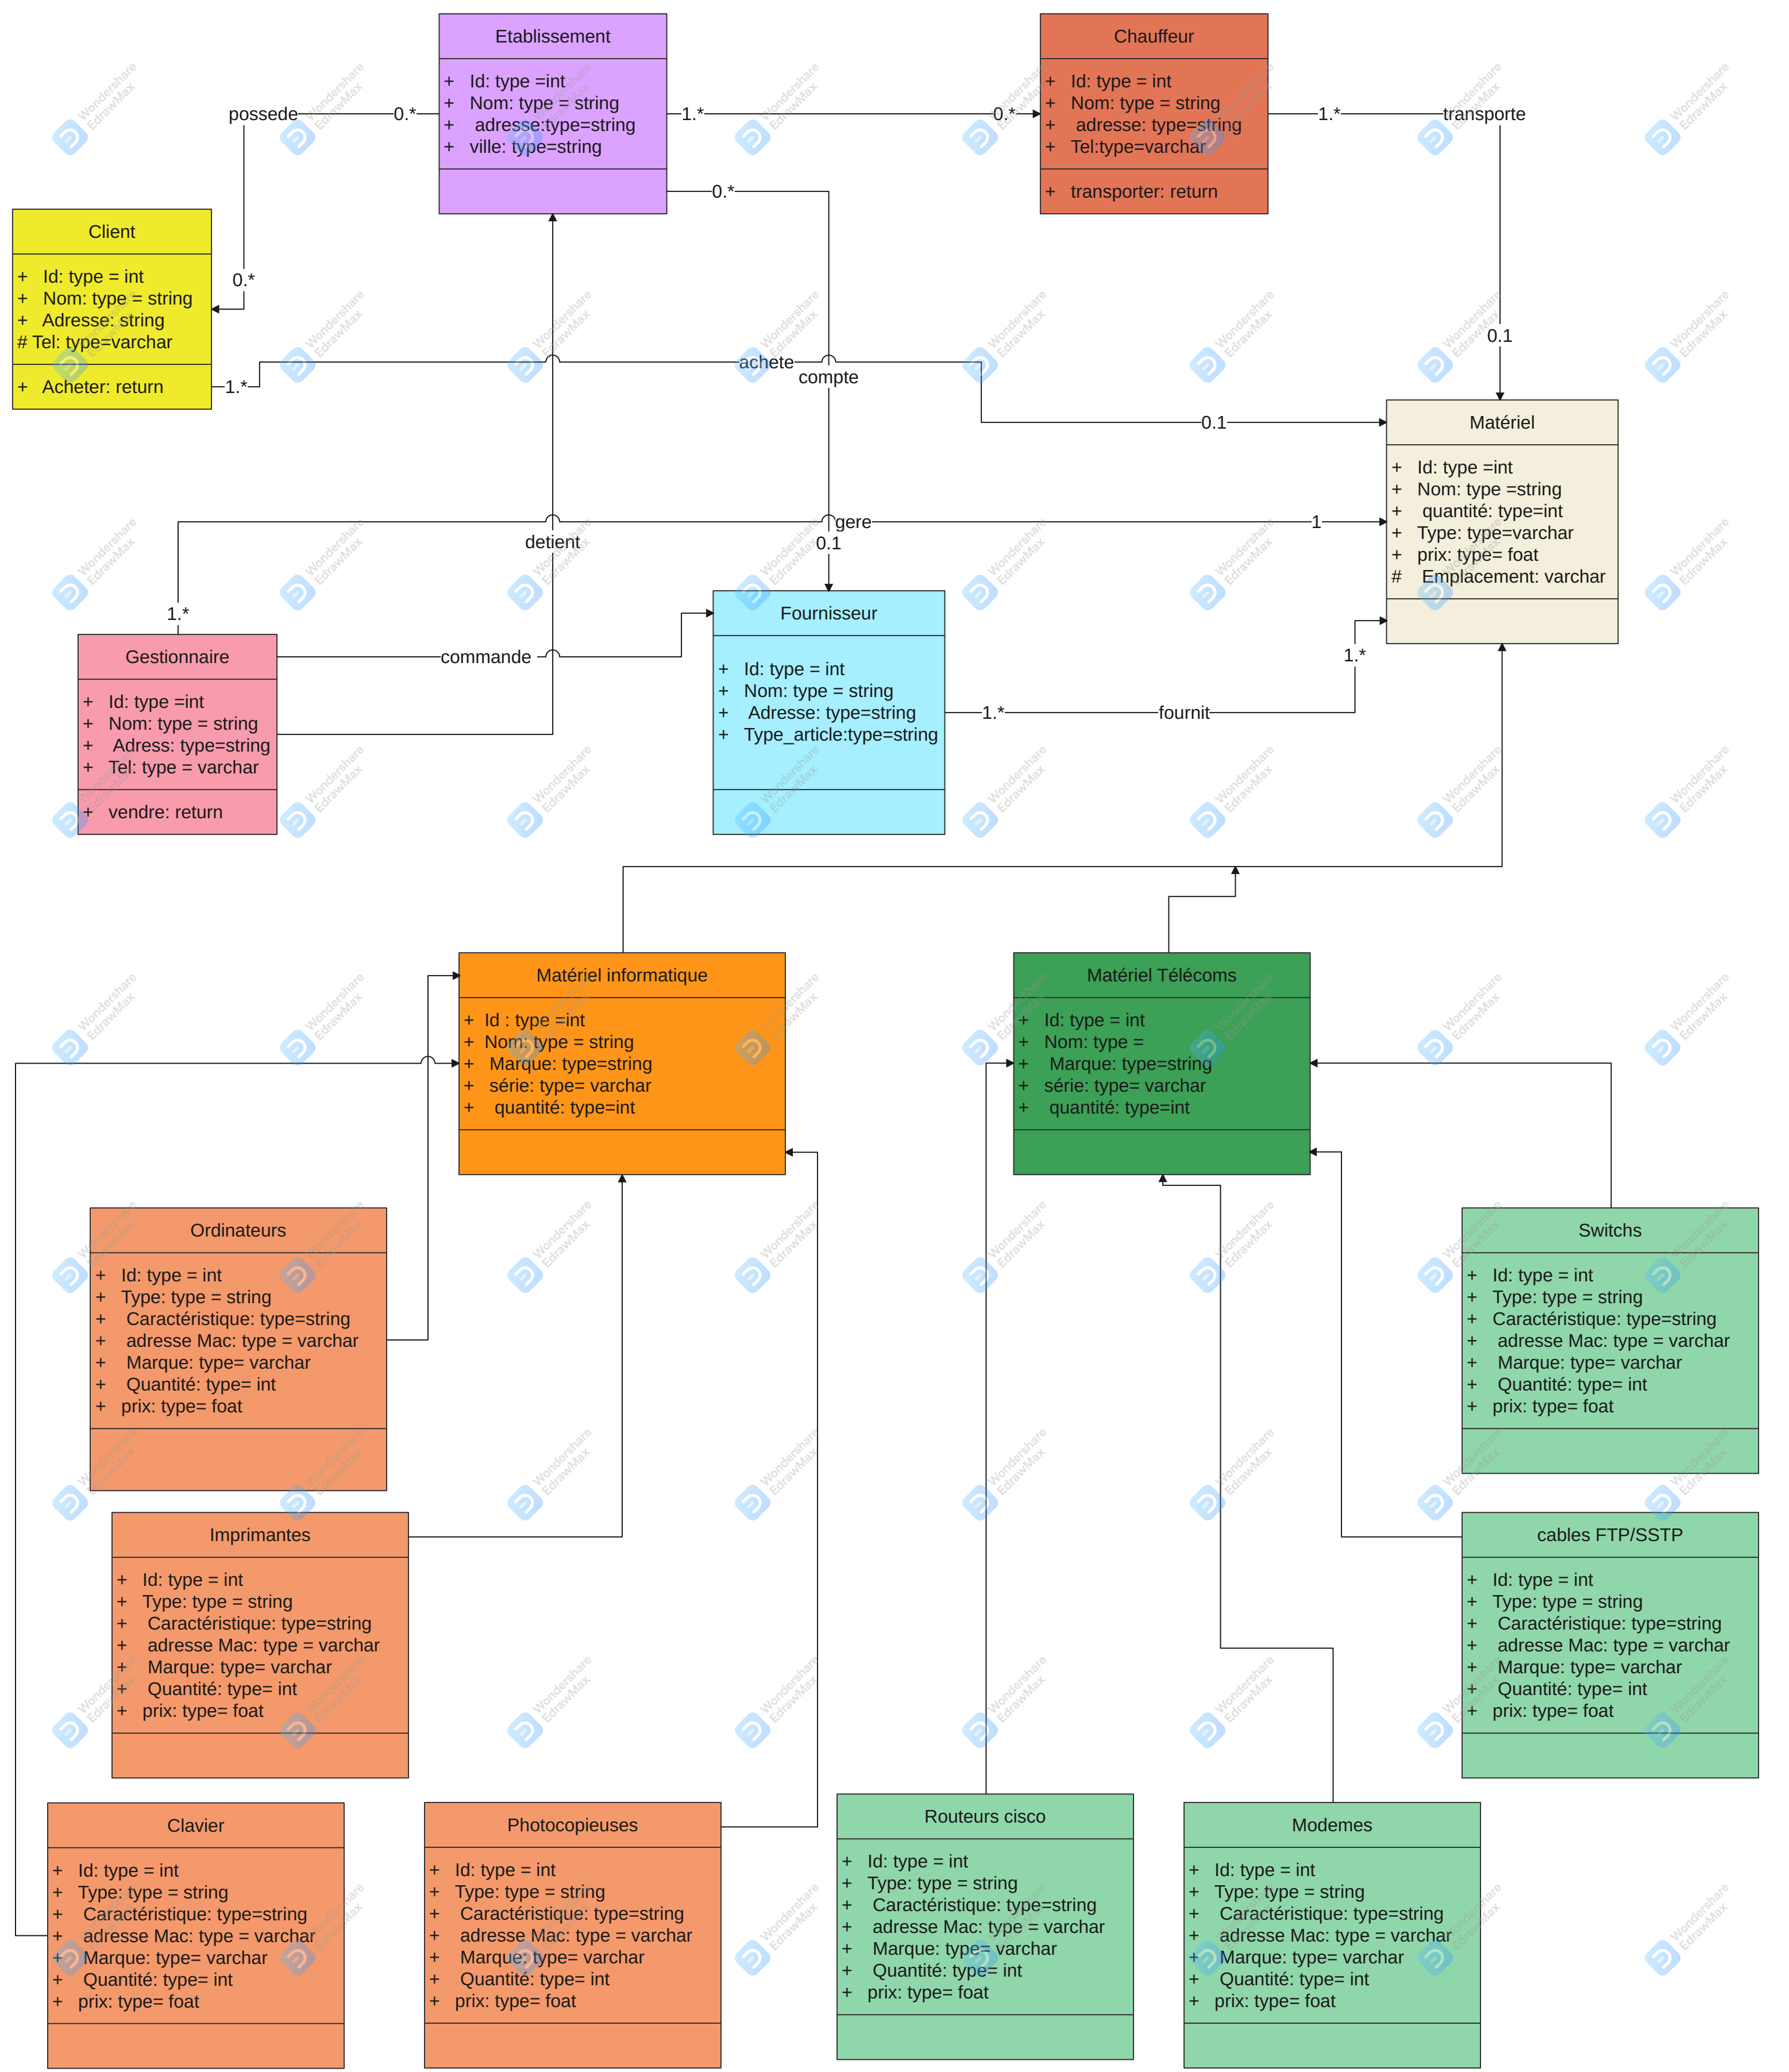 Etablissement
+ Id: type =int
+ Nom: type = string
+ adresse:type=string
+ ville: type=string
Chauffeur
+ Id: type = int
+ Nom: type = string
+ adresse: type=string
+ Tel:type=varchar
+ transporter: return
possede
0.*
0.*
1.*
0.*
1.*
transporte
0.1
0.*
compte
0.1
Client
+ Id: type = int
+ Nom: type = string
+ Adresse: string
# Tel: type=varchar
+ Acheter: return
1.*
achete
0.1
Matériel
+ Id: type =int
+ Nom: type =string
+ quantité: type=int
+ Type: type=varchar
+ prix: type= foat
# Emplacement: varchar
gere
1
1.*
detient
Gestionnaire
+ Id: type =int
+ Nom: type = string
+ Adress: type=string
+ Tel: type = varchar
+ vendre: return
commande
Fournisseur
+ Id: type = int
+ Nom: type = string
+ Adresse: type=string
+ Type_article:type=string
1.*
fournit
1.*
Matériel informatique
+ Id : type =int
+ Nom: type = string
+ Marque: type=string
+ série: type= varchar
+ quantité: type=int
Matériel Télécoms
+ Id: type = int
+ Nom: type =
+ Marque: type=string
+ série: type= varchar
+ quantité: type=int
Ordinateurs
+ Id: type = int
+ Type: type = string
+ Caractéristique: type=string
+ adresse Mac: type = varchar
+ Marque: type= varchar
+ Quantité: type= int
+ prix: type= foat
Switchs
+ Id: type = int
+ Type: type = string
+ Caractéristique: type=string
+ adresse Mac: type = varchar
+ Marque: type= varchar
+ Quantité: type= int
+ prix: type= foat
Imprimantes
+ Id: type = int
+ Type: type = string
+ Caractéristique: type=string
+ adresse Mac: type = varchar
+ Marque: type= varchar
+ Quantité: type= int
+ prix: type= foat
cables FTP/SSTP
+ Id: type = int
+ Type: type = string
+ Caractéristique: type=string
+ adresse Mac: type = varchar
+ Marque: type= varchar
+ Quantité: type= int
+ prix: type= foat
Clavier
+ Id: type = int
+ Type: type = string
+ Caractéristique: type=string
+ adresse Mac: type = varchar
+ Marque: type= varchar
+ Quantité: type= int
+ prix: type= foat
Photocopieuses
+ Id: type = int
+ Type: type = string
+ Caractéristique: type=string
+ adresse Mac: type = varchar
+ Marque: type= varchar
+ Quantité: type= int
+ prix: type= foat
Routeurs cisco
+ Id: type = int
+ Type: type = string
+ Caractéristique: type=string
+ adresse Mac: type = varchar
+ Marque: type= varchar
+ Quantité: type= int
+ prix: type= foat
Modemes
+ Id: type = int
+ Type: type = string
+ Caractéristique: type=string
+ adresse Mac: type = varchar
+ Marque: type= varchar
+ Quantité: type= int
+ prix: type= foat
Wondershare
EdrawMax